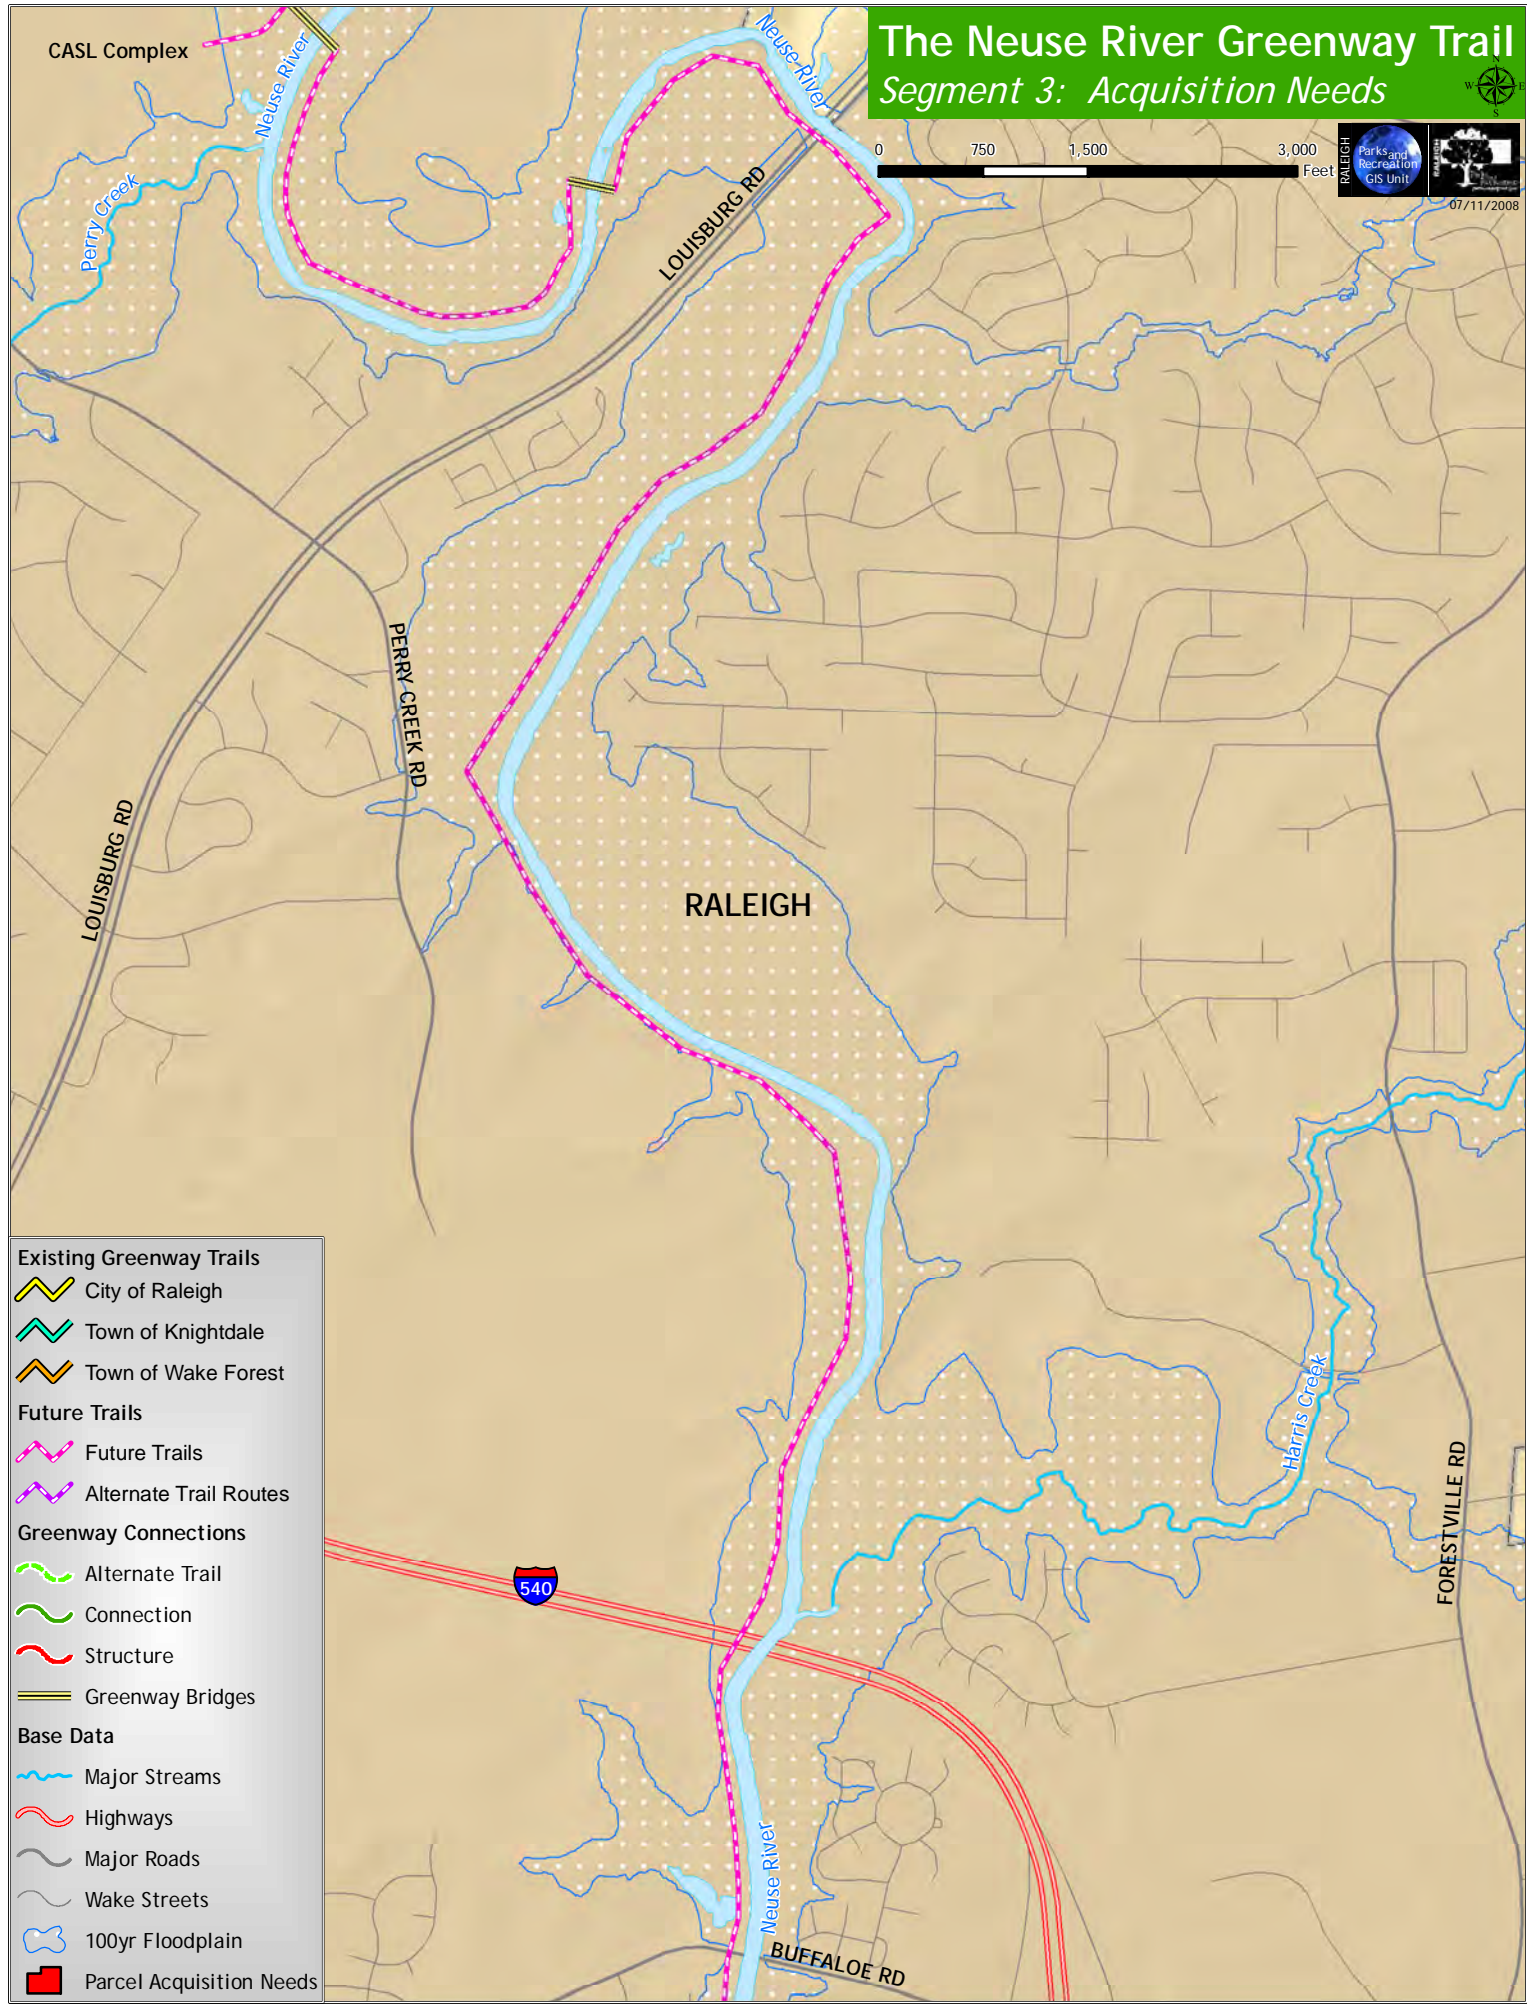 The Neuse River Greenway Trail
Segment 3: Acquisition Needs
N
W
E
S
0
750
1,500
3,000
Feet
RALEIGH
Parks and
Recreation
GIS Unit
RALEIGH
07/11/2008
CASL Complex
Neuse River
Neuse River
Perry Creek
LOUISBURG RD
PERRY CREEK RD
LOUISBURG RD
RALEIGH
Harris Creek
FORESTVILLE RD
540
Neuse River
BUFFALOE RD
Existing Greenway Trails
City of Raleigh
Town of Knightdale
Town of Wake Forest
Future Trails
Future Trails
Alternate Trail Routes
Greenway Connections
Alternate Trail
Connection
Structure
Greenway Bridges
Base Data
Major Streams
Highways
Major Roads
Wake Streets
100yr Floodplain
Parcel Acquisition Needs